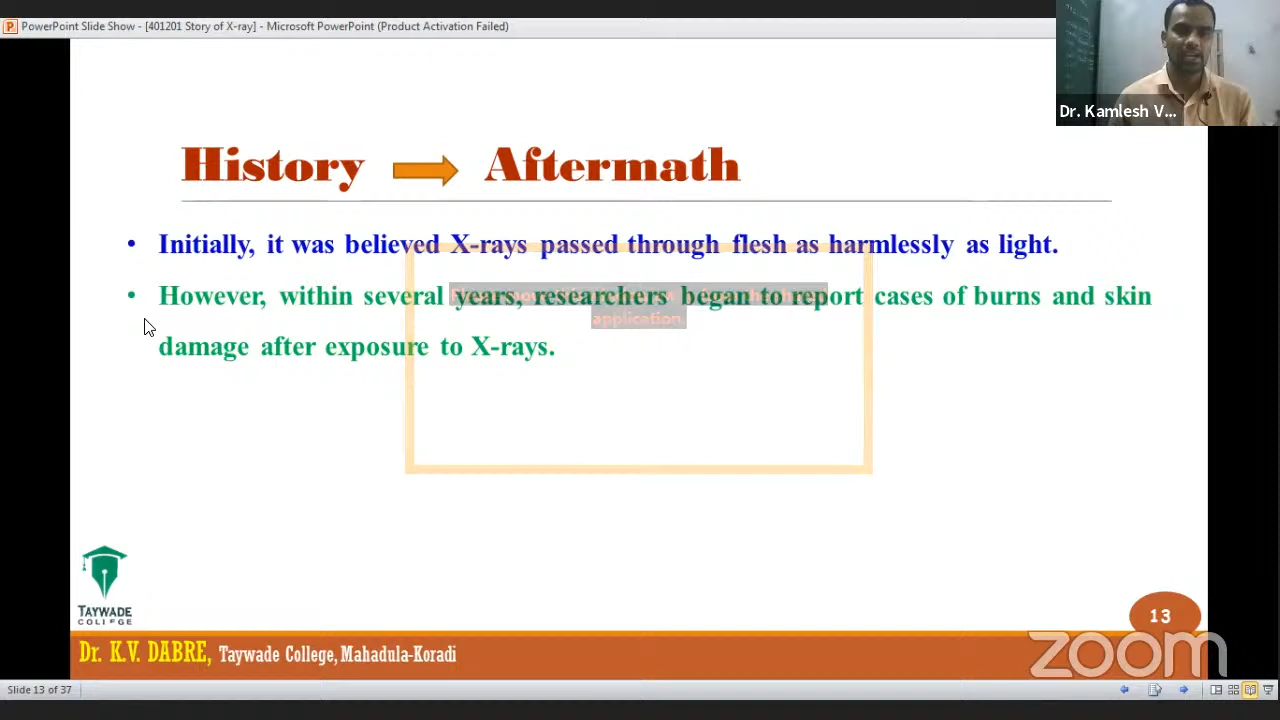 PowerPoint Slide Show - [401201 Story of X-ray] - Microsoft PowerPoint (Product Activation Failed)
Dr. Kamlesh V...
History Aftermath
• Initially, it was believed X-rays passed through flesh as harmlessly as light.
• However, within several years, researchers began to report cases of burns and skin
damage after exposure to X-rays.
application.
TAYWADE
COLLEGE
13
Dr. K.V. DABRE, Taywade College, Mahadula-Koradi
zoom
Slide 13 of 37